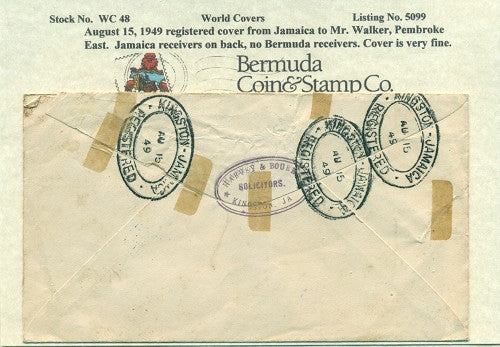 Stock No. WC 48 World Covers Listing No. 5099
August 15, 1949 registered cover from Jamaica to Mr. Walker, Pembroke
East. Jamaica receivers on back, no Bermuda receivers. Cover is very fine.
Bermuda
Coin & Stamp Co.
KINGSTON - JAMAICA
REGISTERED
AU 15
49
KINGSTON - JAMAICA
REGISTERED
AU 15
49
KINGSTON - JAMAICA
REGISTERED
AU 15
49
SOLICITORS.
KINGSTON JA